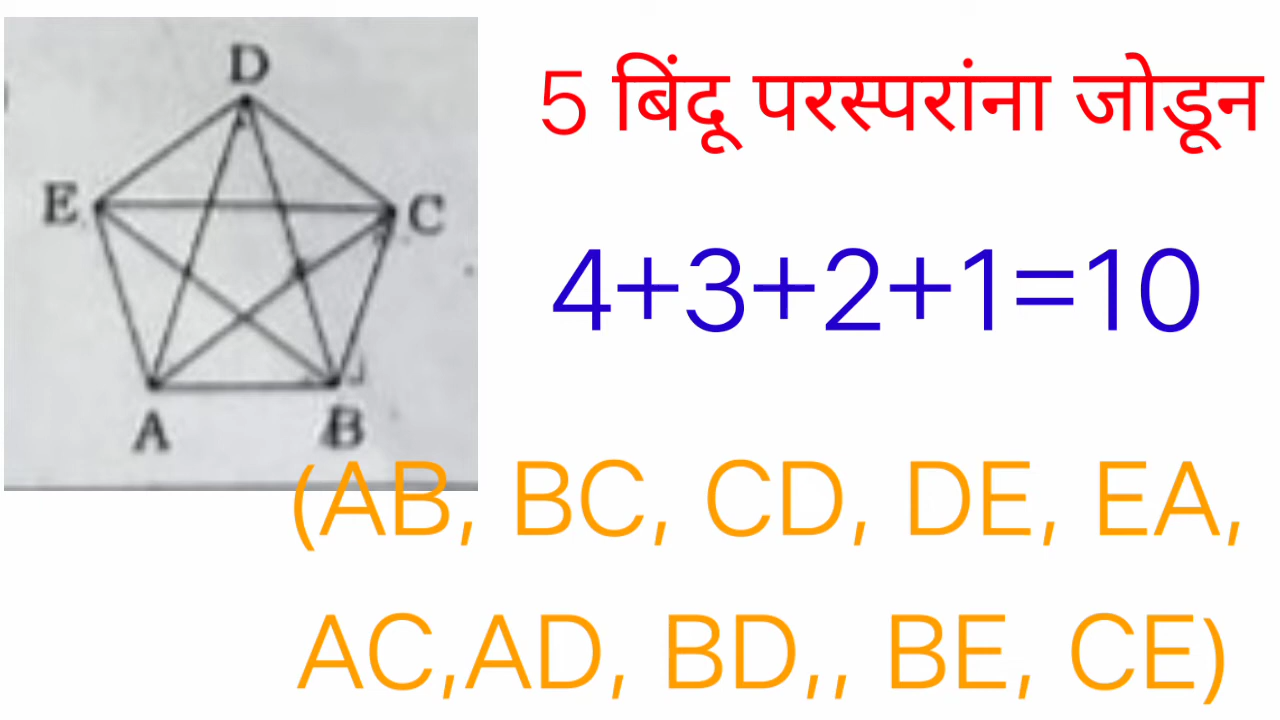 D
5 बिंदू परस्परांना जोडून
E
C
4+3+2+1=10
A
B
(AB, BC, CD, DE, EA,
AC,AD, BD,, BE, CE)